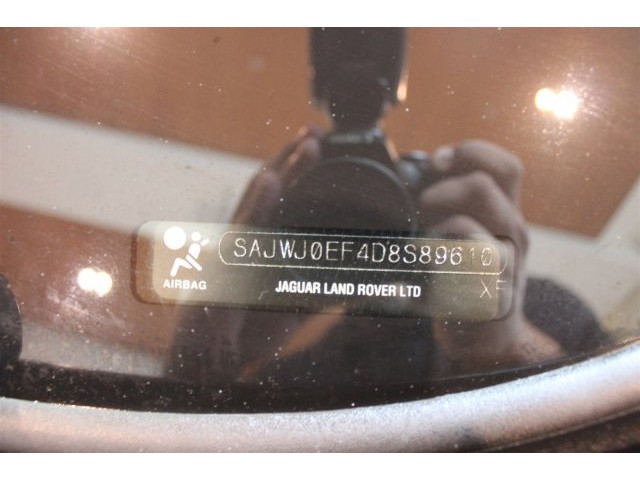 SAJWJ0EF4D8S89610
AIRBAG
JAGUAR LAND ROVER LTD
XF